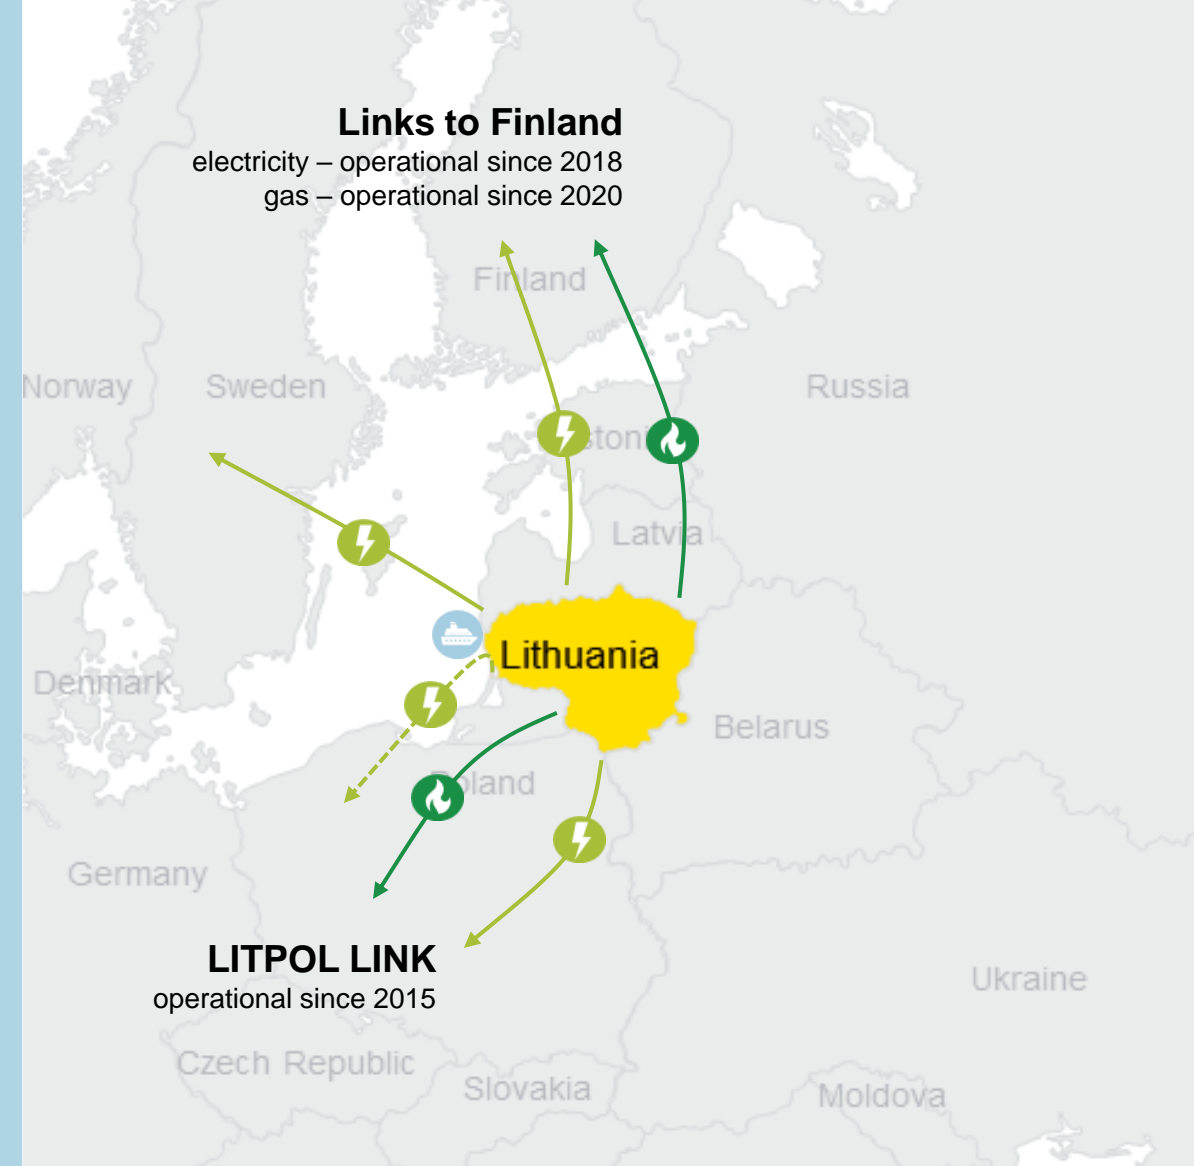 Links to Finland
electricity – operational since 2018
gas – operational since 2020
Finland
Norway
Sweden
Russia
Latvia
Lithuania
Denmark
Belarus
Germany
LITPOL LINK
operational since 2015
Ukraine
Czech Republic
Slovakia
Moldova